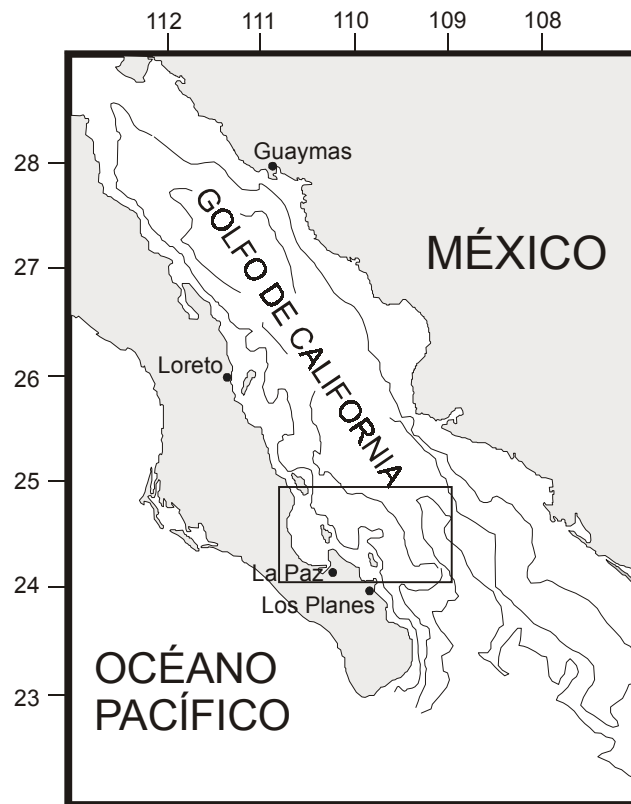 112 111 110 109 108
Guaymas
28
GOLFO DE CALIFORNIA
MÉXICO
27
Loreto
26
25
La Paz
24
Los Planes
OCÉANO
PACÍFICO
23